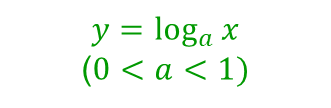 y = logₐ x
(0 < a < 1)